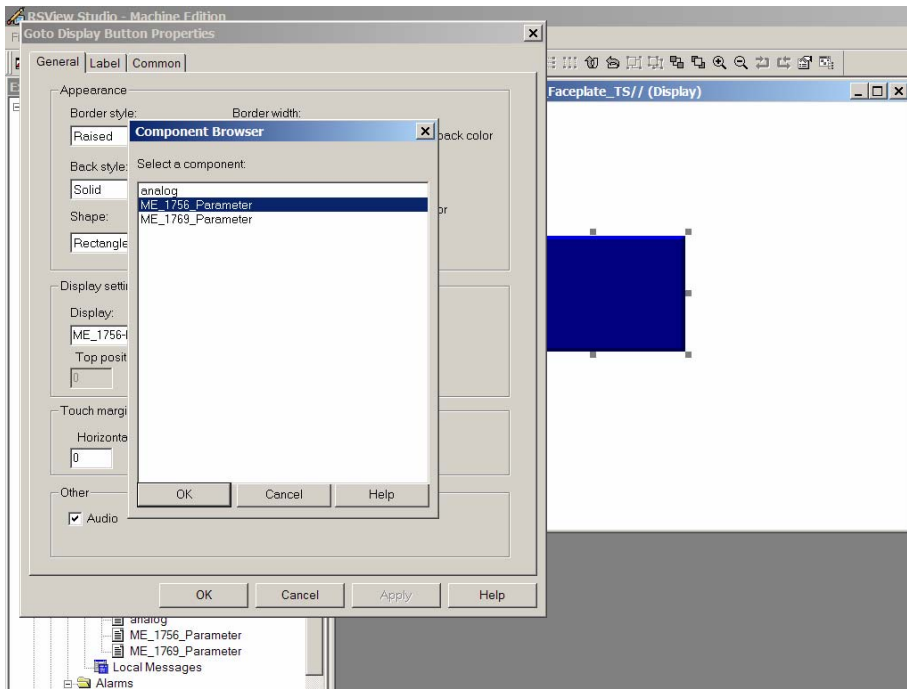 RSView Studio - Machine Edition
Goto Display Button Properties
General
Label
Common
Faceplate_TS// (Display)
Appearance
Border style:
Border width:
Raised
Component Browser
back color
Back style:
Select a component:
Solid
analog
ME_1756_Parameter
ME_1769_Parameter
Shape:
Rectangle
Display setti
Display:
ME_1756-
Top posit
0
Touch margi
Horizonta
0
Other
OK
Cancel
Help
Audio
OK
Cancel
Apply
Help
analog
ME_1756_Parameter
ME_1769_Parameter
Local Messages
Alarms